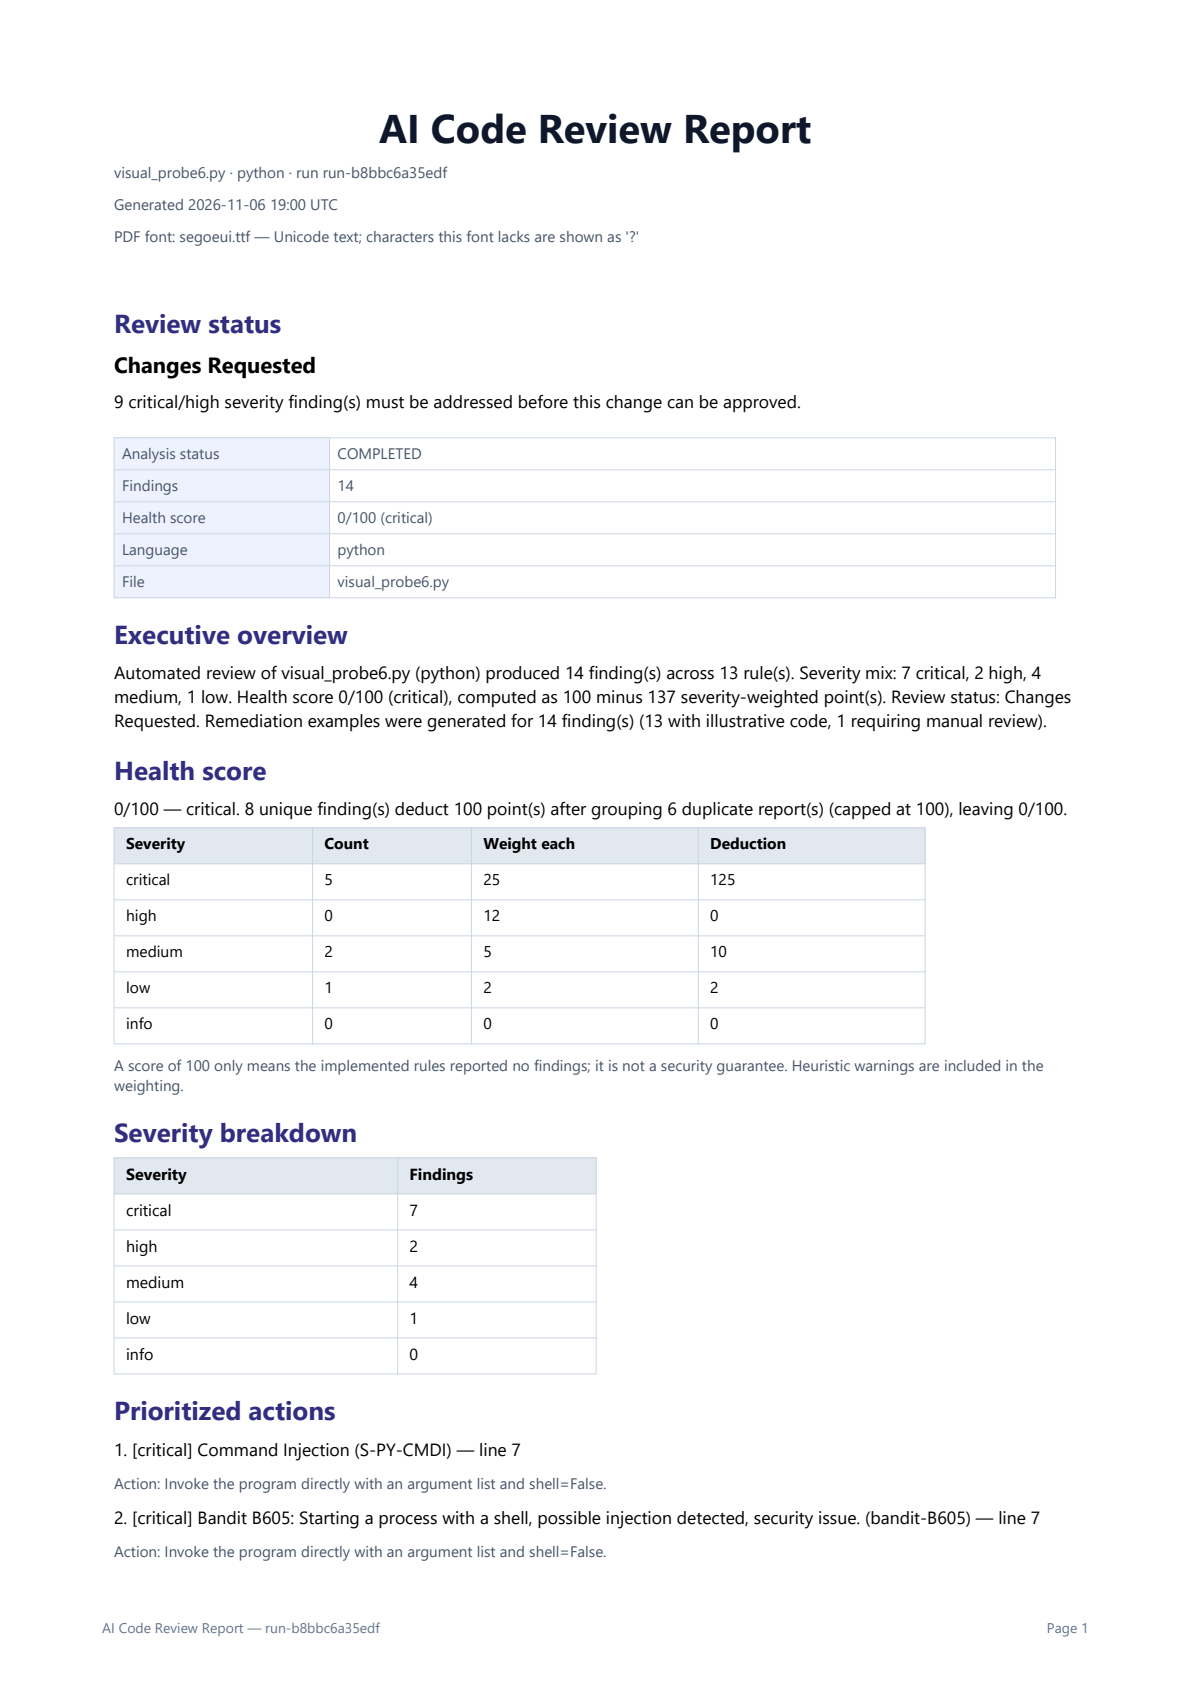 AI Code Review Report
visual_probe6.py · python · run run-b8bbc6a35edf
Generated 2026-11-06 19:00 UTC
PDF font: segoeui.ttf — Unicode text; characters this font lacks are shown as '?'
Review status
Changes Requested
9 critical/high severity finding(s) must be addressed before this change can be approved.
Analysis status COMPLETED
Findings 14
Health score 0/100 (critical)
Language python
File visual_probe6.py
Executive overview
Automated review of visual_probe6.py (python) produced 14 finding(s) across 13 rule(s). Severity mix: 7 critical, 2 high, 4
medium, 1 low. Health score 0/100 (critical), computed as 100 minus 137 severity-weighted point(s). Review status: Changes
Requested. Remediation examples were generated for 14 finding(s) (13 with illustrative code, 1 requiring manual review).
Health score
0/100 — critical. 8 unique finding(s) deduct 100 point(s) after grouping 6 duplicate report(s) (capped at 100), leaving 0/100.
Severity Count Weight each Deduction
critical 5 25 125
high 0 12 0
medium 2 5 10
low 1 2 2
info 0 0 0
A score of 100 only means the implemented rules reported no findings; it is not a security guarantee. Heuristic warnings are included in the
weighting.
Severity breakdown
Severity Findings
critical 7
high 2
medium 4
low 1
info 0
Prioritized actions
1. [critical] Command Injection (S-PY-CMDI) — line 7
Action: Invoke the program directly with an argument list and shell=False.
2. [critical] Bandit B605: Starting a process with a shell, possible injection detected, security issue. (bandit-B605) — line 7
Action: Invoke the program directly with an argument list and shell=False.
AI Code Review Report — run-b8bbc6a35edf Page 1